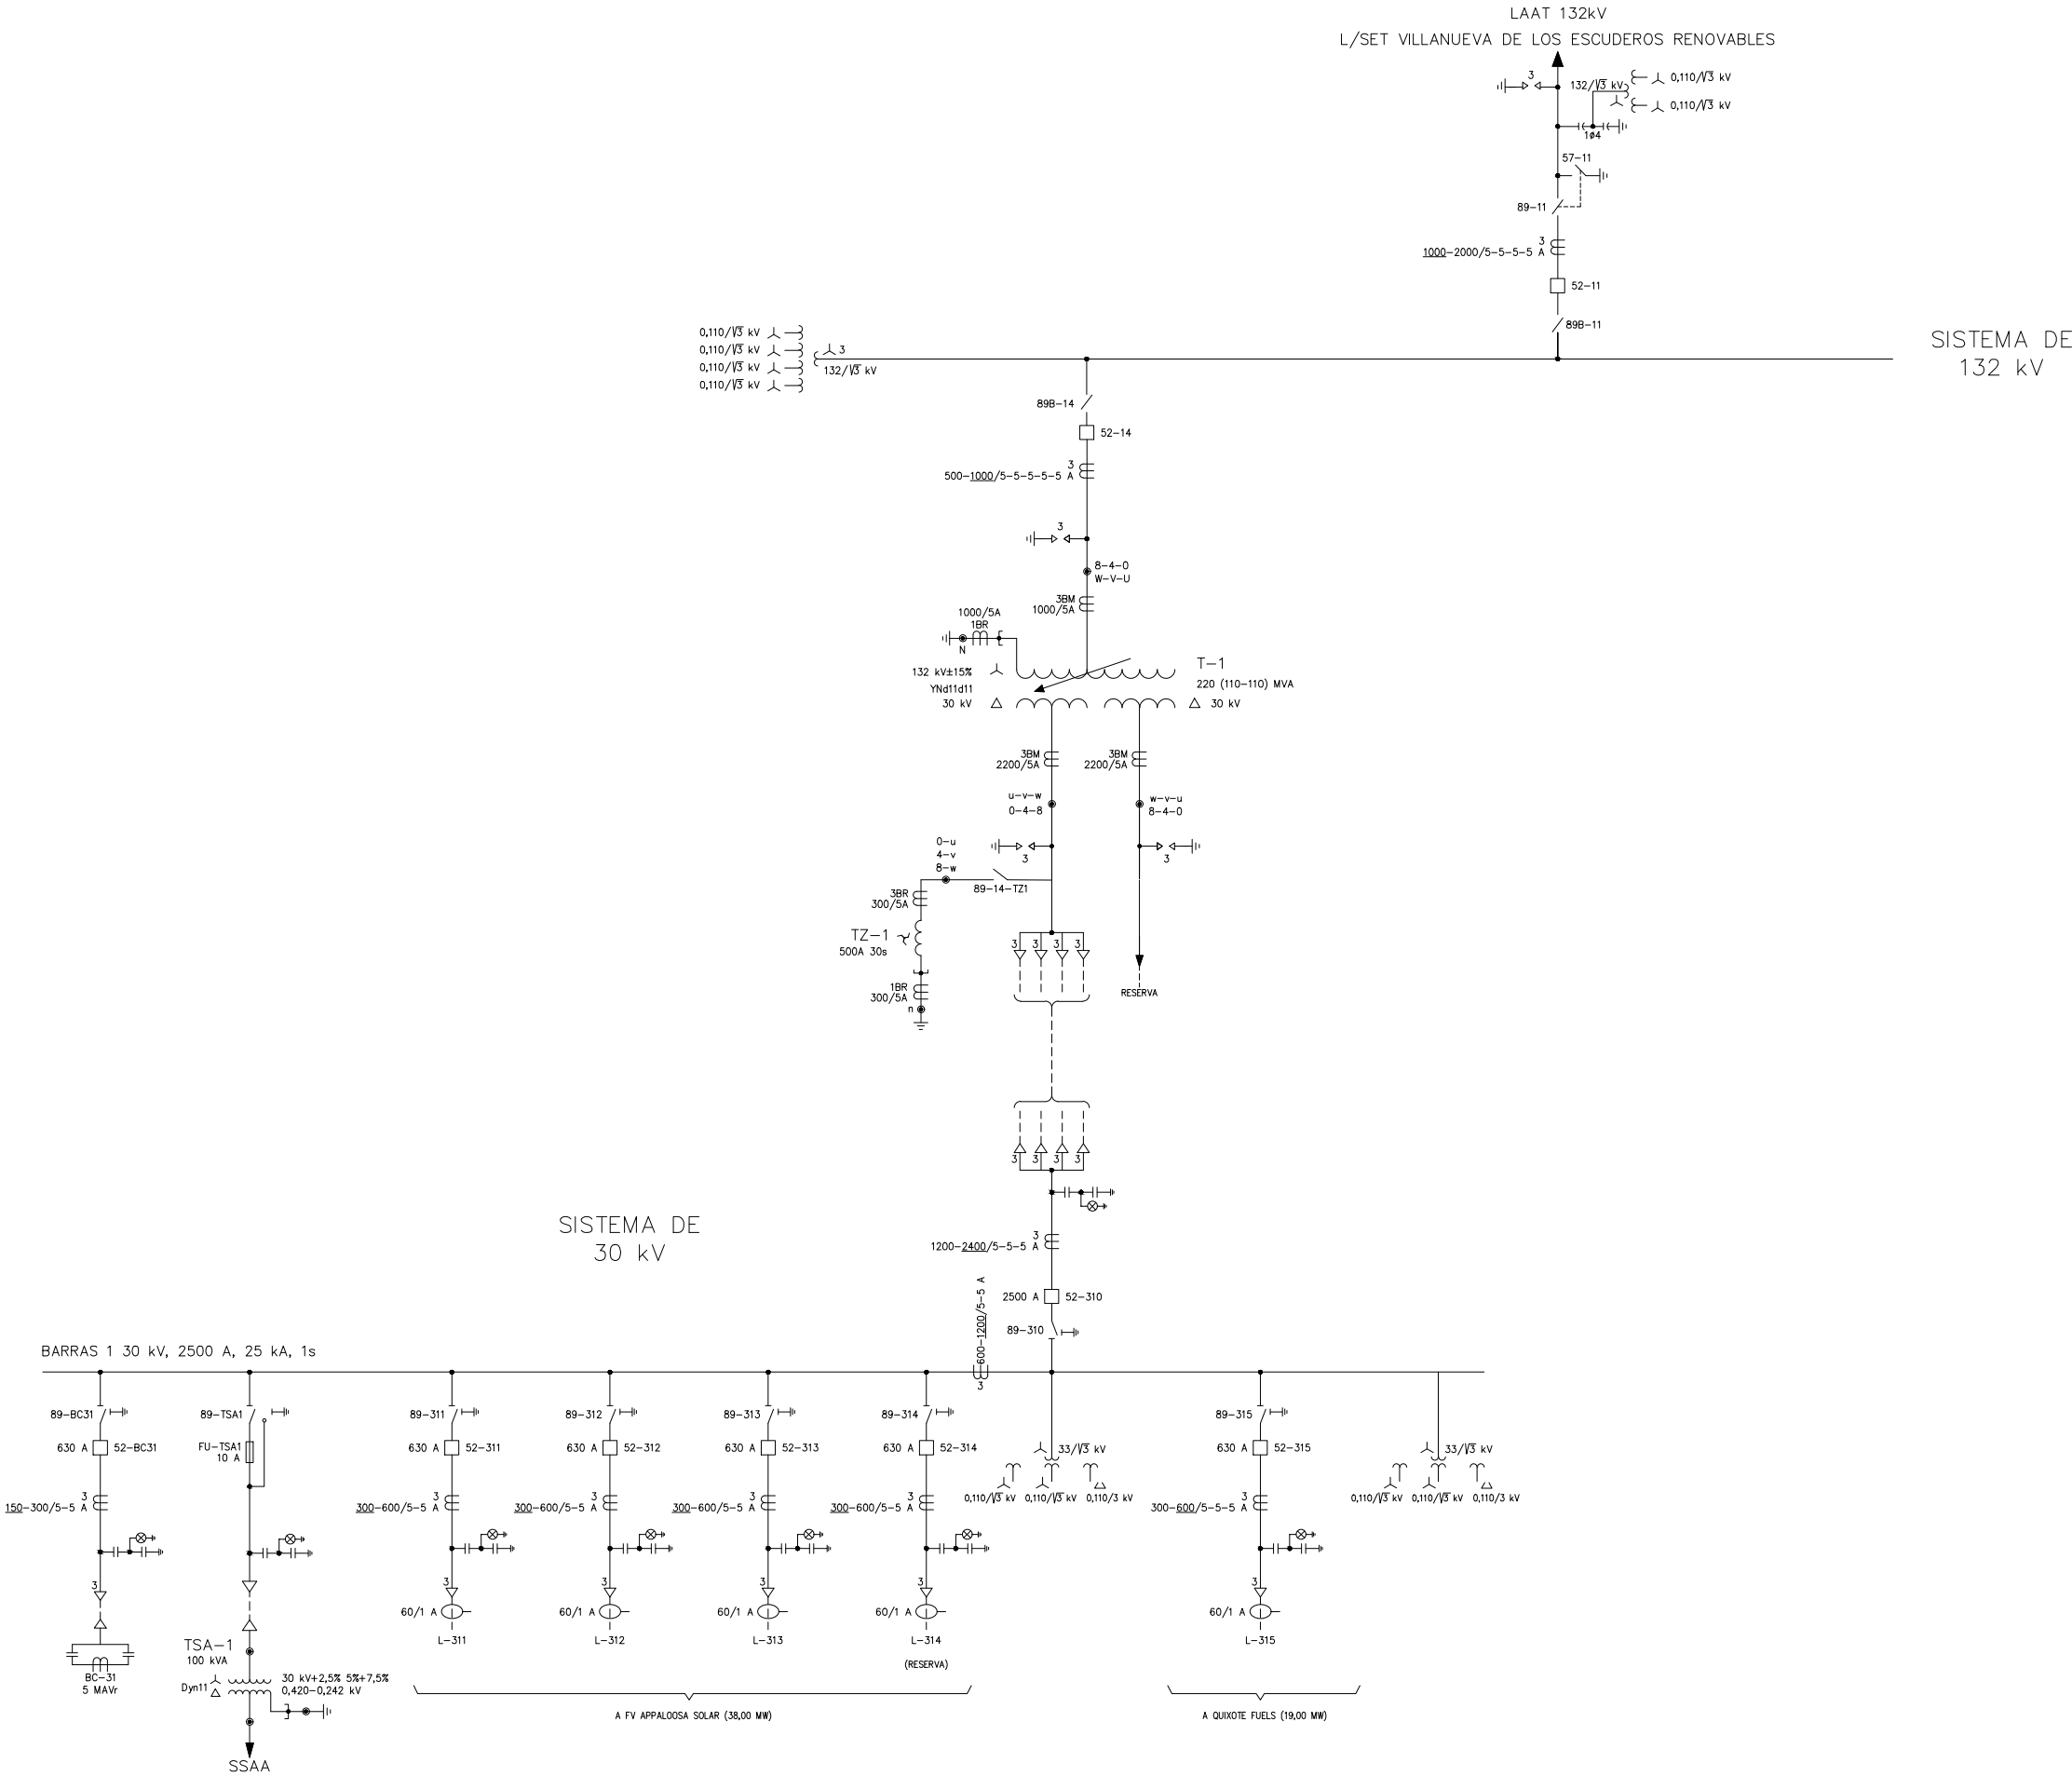 LAAT 132kV
L/SET VILLANUEVA DE LOS ESCUDEROS RENOVABLES
3
132/√3 kV
0,110/√3 kV
0,110/√3 kV
1ø4
57-11
89-11
3
1000-2000/5-5-5-5 A
52-11
89B-11
SISTEMA DE
132 kV
0,110/√3 kV
0,110/√3 kV
0,110/√3 kV
0,110/√3 kV
3
132/√3 kV
89B-14
52-14
3
500-1000/5-5-5-5-5 A
3
8-4-0
W-V-U
3BM
1000/5A
1000/5A
1BR
N
132 kV±15%
YNd11d11
30 kV
T-1
220 (110-110) MVA
30 kV
3BM
2200/5A
3BM
2200/5A
u-v-w
0-4-8
w-v-u
8-4-0
3
3
0-u
4-v
8-w
89-14-TZ1
3BR
300/5A
TZ-1
500A 30s
1BR
300/5A
n
3 3 3 3
RESERVA
3 3 3 3
SISTEMA DE
30 kV
3
1200-2400/5-5-5 A
600-1200/5-5 A
3
2500 A
52-310
89-310
BARRAS 1 30 kV, 2500 A, 25 kA, 1s
89-BC31
630 A
52-BC31
3
150-300/5-5 A
3
BC-31
5 MAVr
89-TSA1
FU-TSA1
10 A
TSA-1
100 kVA
Dyn11
30 kV+2,5% 5%+7,5%
0,420-0,242 kV
SSAA
89-311
630 A
52-311
3
300-600/5-5 A
3
60/1 A
L-311
89-312
630 A
52-312
3
300-600/5-5 A
3
60/1 A
L-312
89-313
630 A
52-313
3
300-600/5-5 A
3
60/1 A
L-313
89-314
630 A
52-314
3
300-600/5-5 A
3
60/1 A
L-314
(RESERVA)
A FV APPALOOSA SOLAR (38,00 MW)
33/√3 kV
0,110/√3 kV
0,110/√3 kV
0,110/3 kV
89-315
630 A
52-315
3
300-600/5-5-5 A
3
60/1 A
L-315
A QUIXOTE FUELS (19,00 MW)
33/√3 kV
0,110/√3 kV
0,110/√3 kV
0,110/3 kV